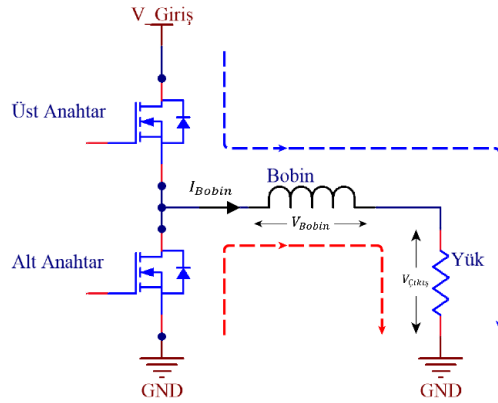 V_Giriş
Üst Anahtar
Bobin
I_Bobin
V_Bobin
Alt Anahtar
V_Çıkış
Yük
GND
GND